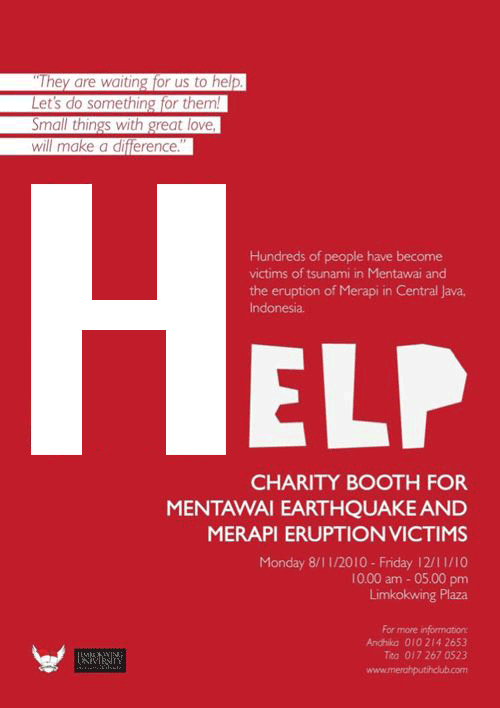 “They are waiting for us to help.
Let's do something for them!
Small things with great love,
will make a difference.”
Hundreds of people have become
victims of tsunami in Mentawai and
the eruption of Merapi in Central Java,
Indonesia.
HELP
CHARITY BOOTH FOR
MENTAWAI EARTHQUAKE AND
MERAPI ERUPTION VICTIMS
Monday 8/11/2010 - Friday 12/11/10
10.00 am - 05.00 pm
Limkokwing Plaza
For more information:
Andhika 010 214 2653
Tita 017 267 0523
www.merahputihclub.com
LIMKOKWING
UNIVERSITY